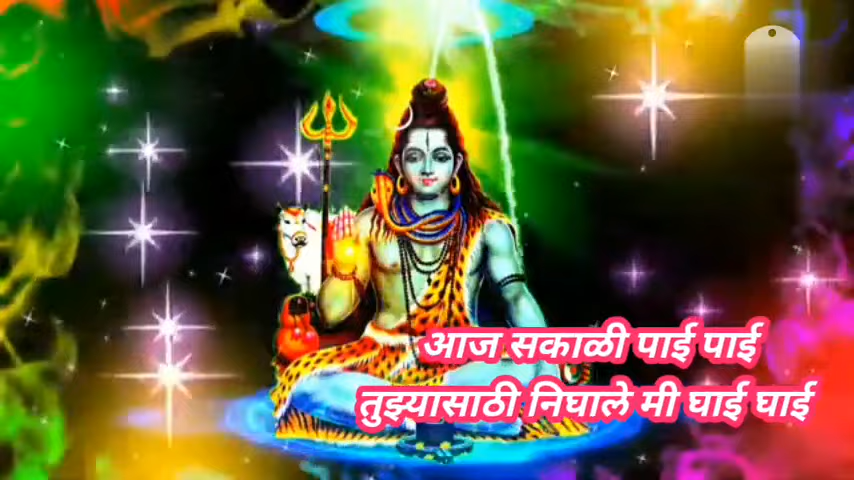 आज सकाळी पाई पाई
तुझ्यासाठी निघाले मी घाई घाई